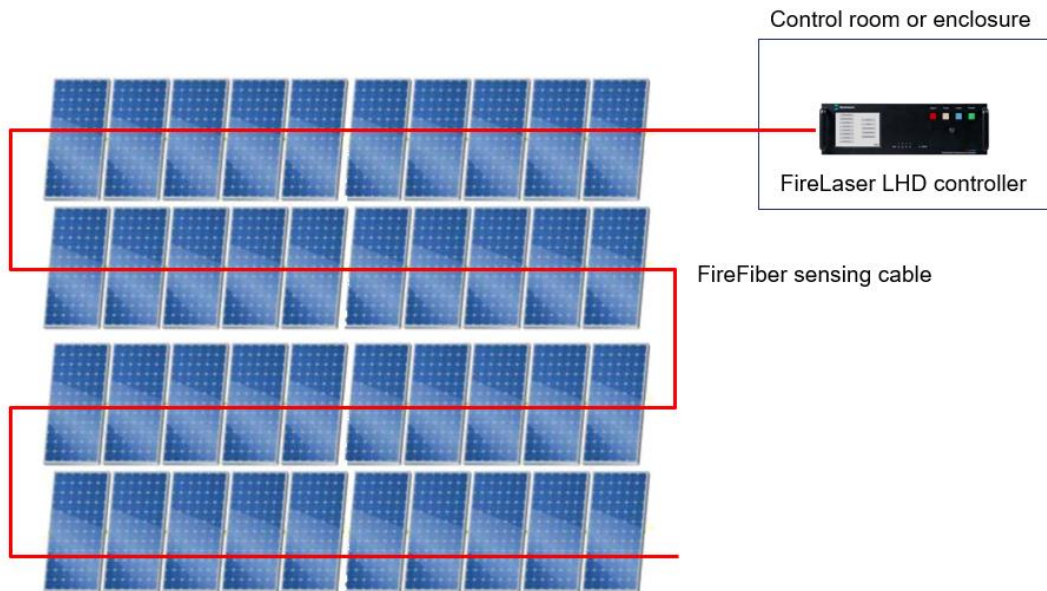 Control room or enclosure
FireLaser LHD controller
FireFiber sensing cable